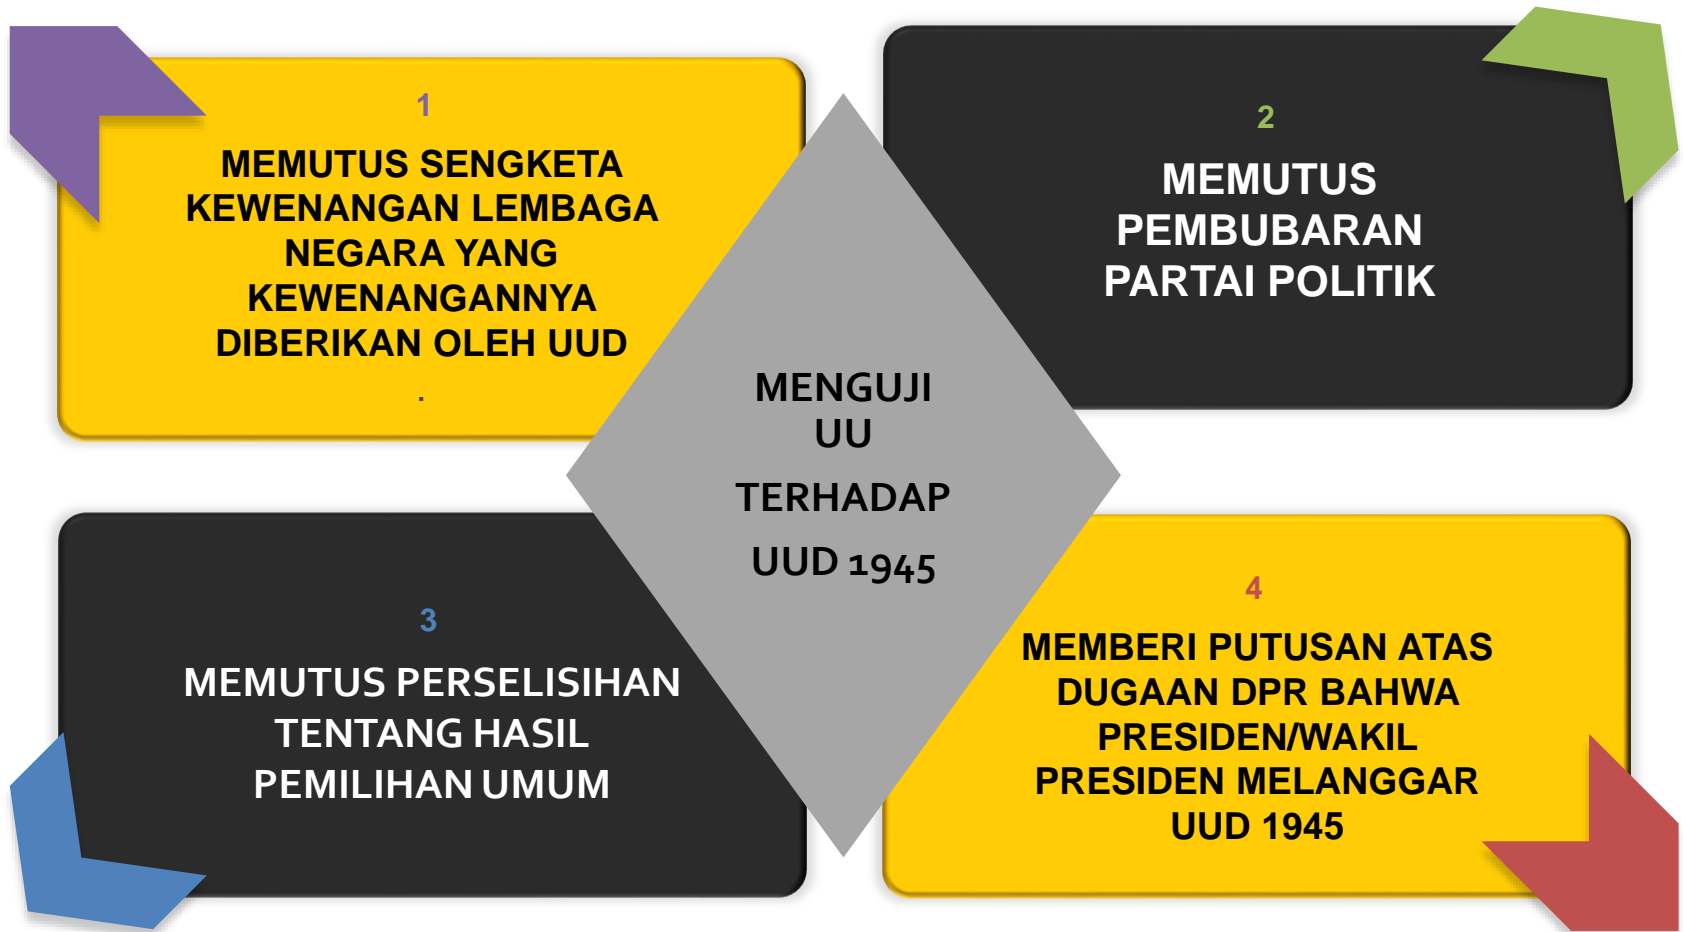 1
MEMUTUS SENGKETA
KEWENANGAN LEMBAGA
NEGARA YANG
KEWENANGANNYA
DIBERIKAN OLEH UUD
.
2
MEMUTUS
PEMBUBARAN
PARTAI POLITIK
MENGUJI
UU
TERHADAP
UUD 1945
3
MEMUTUS PERSELISIHAN
TENTANG HASIL
PEMILIHAN UMUM
4
MEMBERI PUTUSAN ATAS
DUGAAN DPR BAHWA
PRESIDEN/WAKIL
PRESIDEN MELANGGAR
UUD 1945